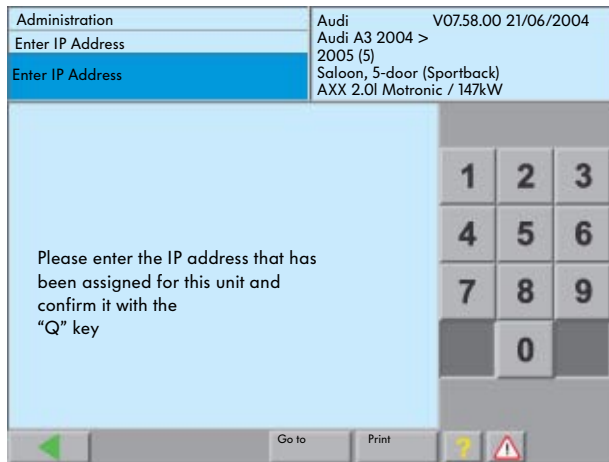 Administration
Enter IP Address
Enter IP Address
Audi V07.58.00 21/06/2004
Audi A3 2004 >
2005 (5)
Saloon, 5-door (Sportback)
AXX 2.0l Motronic / 147kW
Please enter the IP address that has
been assigned for this unit and
confirm it with the
“Q” key
1 2 3
4 5 6
7 8 9
0
Go to Print ?